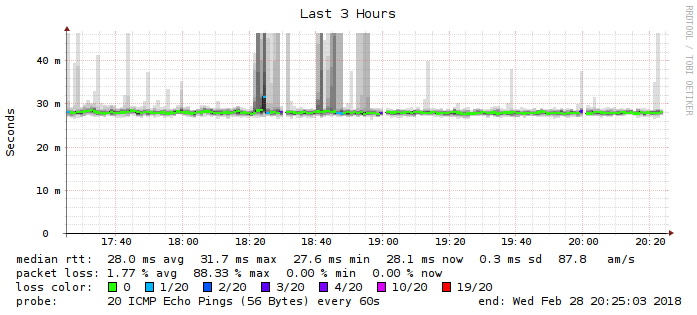 Last 3 Hours
RRDTOOL / TOBI OETIKER
Seconds
40 m
30 m
20 m
10 m
0
17:40 18:00 18:20 18:40 19:00 19:20 19:40 20:00 20:20
median rtt: 28.0 ms avg 31.7 ms max 27.6 ms min 28.1 ms now 0.3 ms sd 87.8 am/s
packet loss: 1.77 % avg 88.33 % max 0.00 % min 0.00 % now
loss color: 0 1/20 2/20 3/20 4/20 10/20 19/20
probe: 20 ICMP Echo Pings (56 Bytes) every 60s end: Wed Feb 28 20:25:03 2018